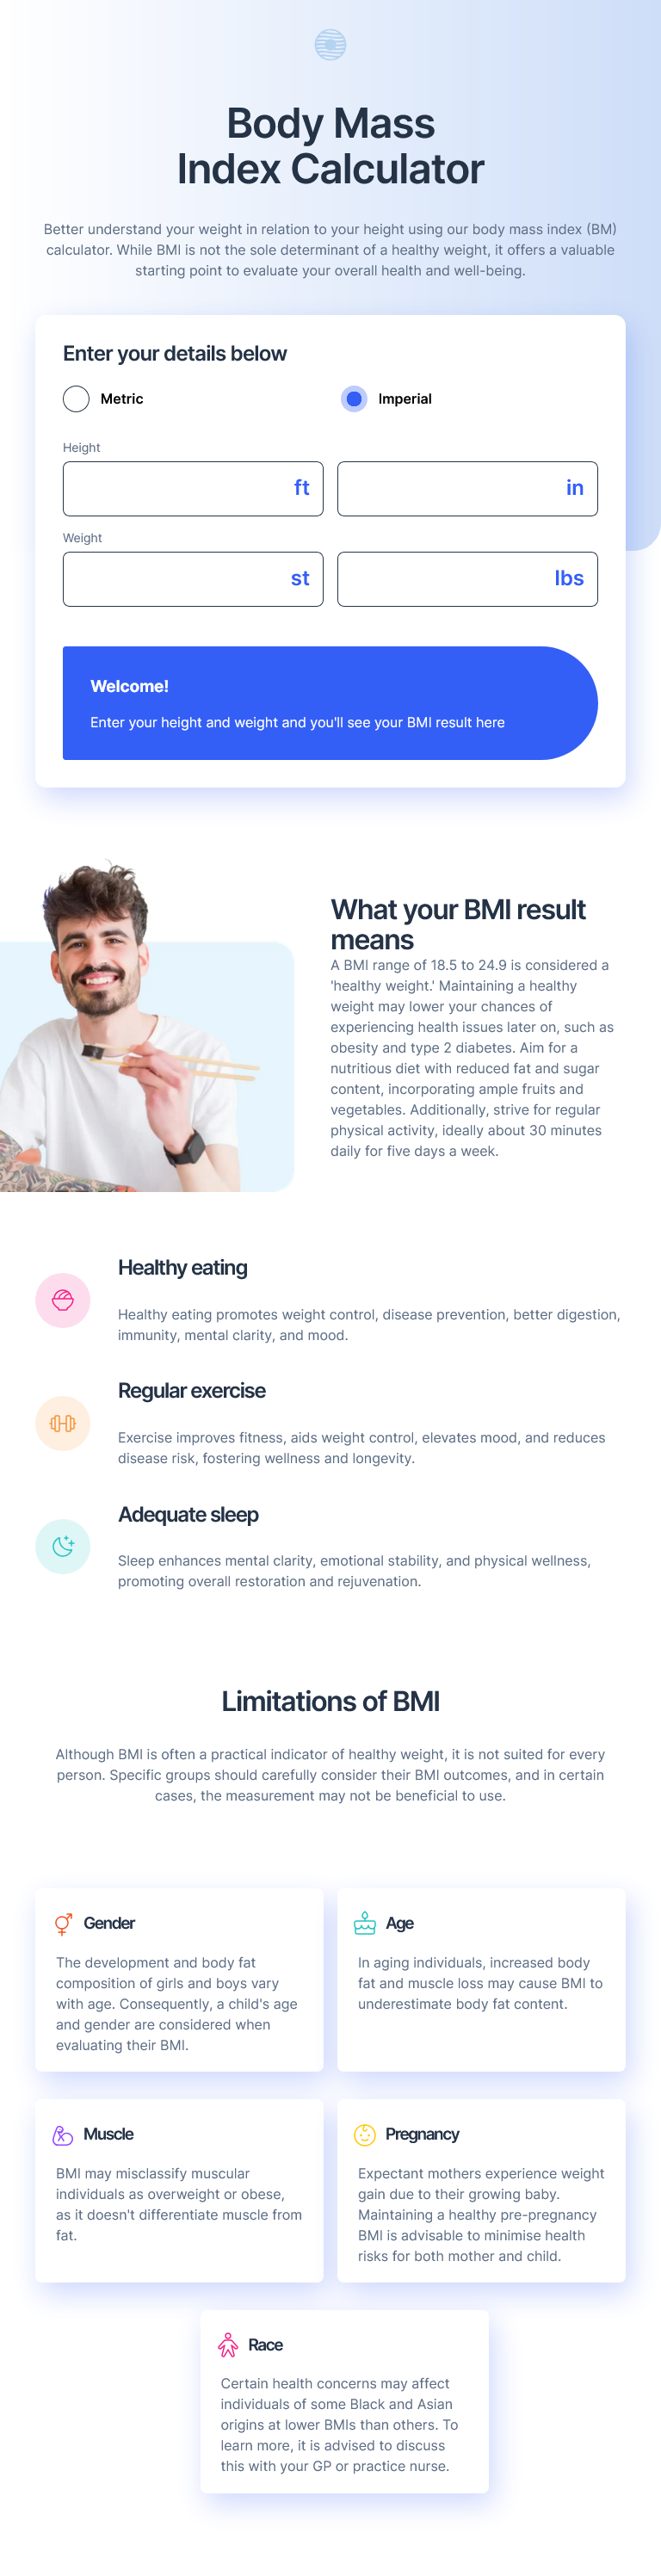 Body Mass
Index Calculator
Better understand your weight in relation to your height using our body mass index (BM)
calculator. While BMI is not the sole determinant of a healthy weight, it offers a valuable
starting point to evaluate your overall health and well-being.
Enter your details below
Metric
Imperial
Height
ft
in
Weight
st
lbs
Welcome!
Enter your height and weight and you'll see your BMI result here
What your BMI result
means
A BMI range of 18.5 to 24.9 is considered a
'healthy weight.' Maintaining a healthy
weight may lower your chances of
experiencing health issues later on, such as
obesity and type 2 diabetes. Aim for a
nutritious diet with reduced fat and sugar
content, incorporating ample fruits and
vegetables. Additionally, strive for regular
physical activity, ideally about 30 minutes
daily for five days a week.
Healthy eating
Healthy eating promotes weight control, disease prevention, better digestion,
immunity, mental clarity, and mood.
Regular exercise
Exercise improves fitness, aids weight control, elevates mood, and reduces
disease risk, fostering wellness and longevity.
Adequate sleep
Sleep enhances mental clarity, emotional stability, and physical wellness,
promoting overall restoration and rejuvenation.
Limitations of BMI
Although BMI is often a practical indicator of healthy weight, it is not suited for every
person. Specific groups should carefully consider their BMI outcomes, and in certain
cases, the measurement may not be beneficial to use.
Gender
The development and body fat
composition of girls and boys vary
with age. Consequently, a child's age
and gender are considered when
evaluating their BMI.
Age
In aging individuals, increased body
fat and muscle loss may cause BMI to
underestimate body fat content.
Muscle
BMI may misclassify muscular
individuals as overweight or obese,
as it doesn't differentiate muscle from
fat.
Pregnancy
Expectant mothers experience weight
gain due to their growing baby.
Maintaining a healthy pre-pregnancy
BMI is advisable to minimise health
risks for both mother and child.
Race
Certain health concerns may affect
individuals of some Black and Asian
origins at lower BMIs than others. To
learn more, it is advised to discuss
this with your GP or practice nurse.